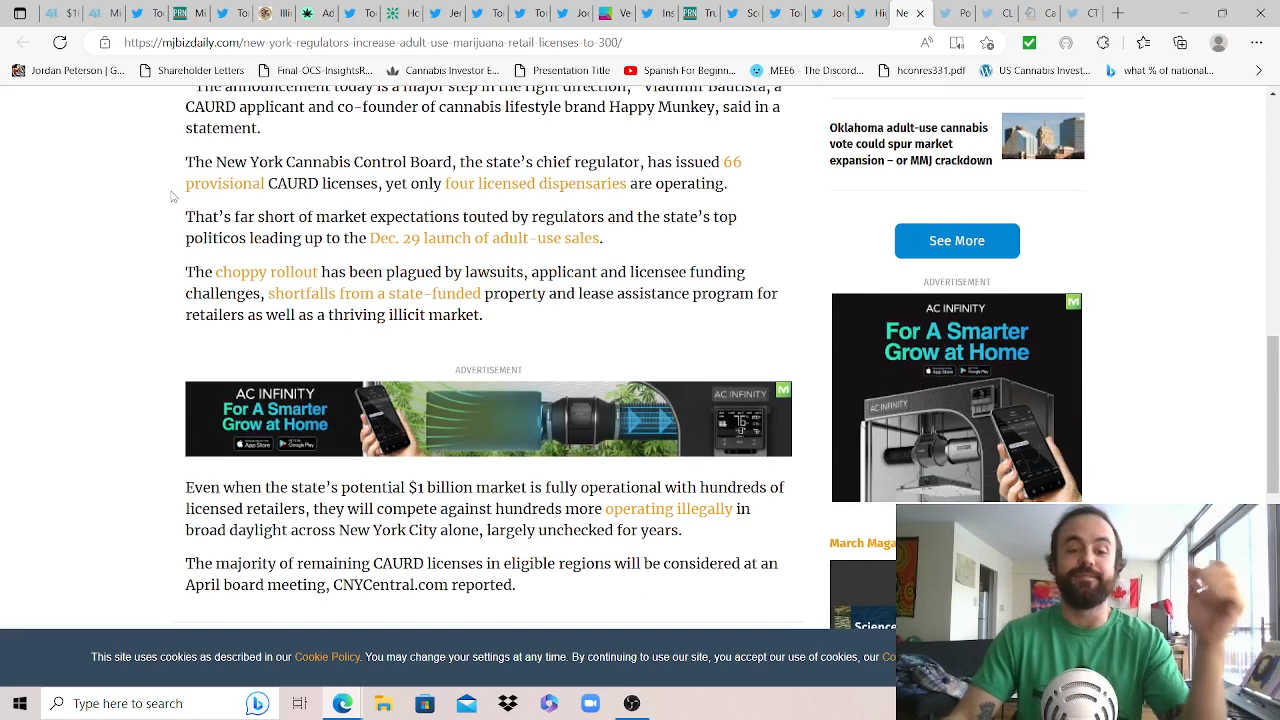 https://mjbizdaily.com/new-york-regulators-increase-adult-use-marijuana-retail-licenses-to-300/
Jordan Peterson | G...
Shareholder Proposa...
Presentation Folders
Spanish for Beginn...
MEE6 - The Discord...
"The announcement today is a major step in the right direction," Vladimir Bautista, a
CAURD applicant and co-founder of cannabis lifestyle brand Happy Munkey, said in a
statement.
The New York Cannabis Control Board, the state's chief regulator, has issued 66
provisional CAURD licenses, yet only four licensed dispensaries are operating.
That's far short of market expectations touted by regulators and the state's top
politicos leading up to the Dec. 29 launch of adult-use sales.
The choppy rollout has been plagued by lawsuits, applicant and licensee funding
challenges, shortfalls from a state-funded property and lease assistance program for
retailers as well as a thriving illicit market.
ADVERTISEMENT
AC INFINITY
For A Smarter
Grow at Home
App Store
Google Play
AC INFINITY
Even when the state's potential $1 billion market is fully operational with hundreds of
licensed retailers, they will compete against hundreds more operating illegally in
broad daylight across New York City alone, largely unchecked for years.
The majority of remaining CAURD licenses in eligible regions will be considered at an
April board meeting, CNYCentral.com reported.
Oklahoma adult-use cannabis
vote could spur market
expansion – or MMJ crackdown
See More
ADVERTISEMENT
AC INFINITY
For A Smarter
Grow at Home
App Store
Google Play
AC INFINITY
March Maga
Science
This site uses cookies as described in our Cookie Policy. You may change your settings at any time. By continuing to use our site, you accept our use of cookies, our Co
Type here to search